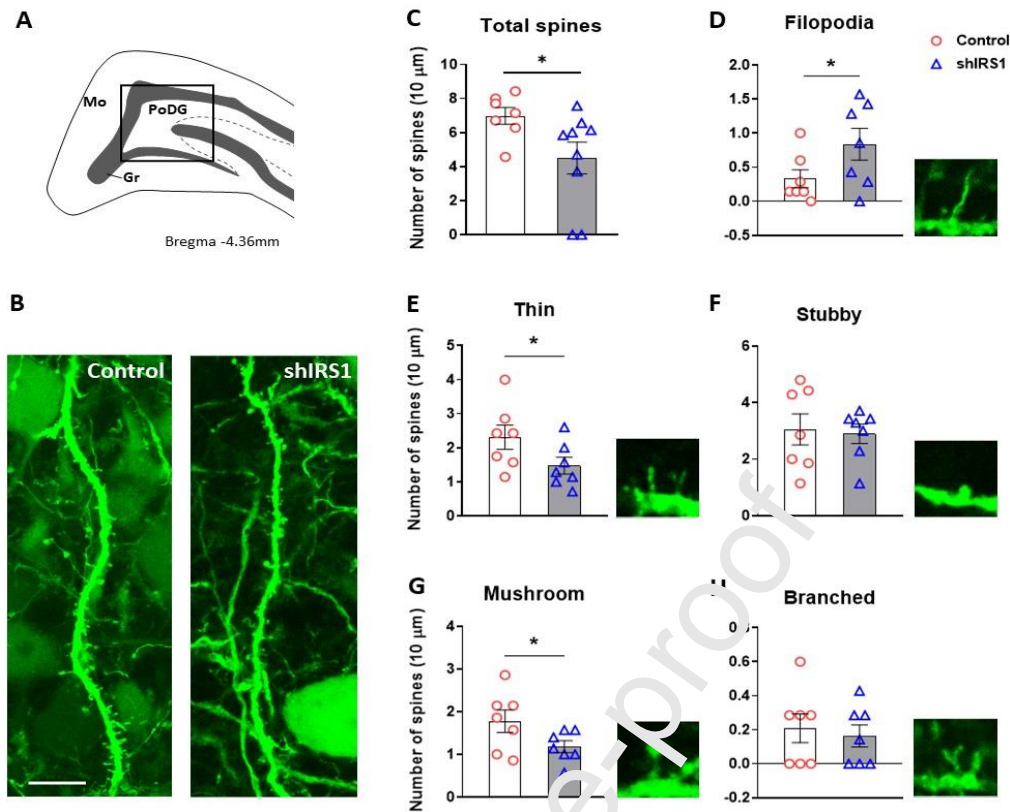 A
Mo
PoDG
Gr
Bregma -4.36mm
B
Control
shIRS1
C
Total spines
*
Number of spines (10 μm)
10
8
6
4
2
0
D
Filopodia
Control
shIRS1
*
2.0
1.5
1.0
0.5
0.0
-0.5
E
Thin
*
Number of spines (10 μm)
5
4
3
2
1
0
F
Stubby
6
4
2
0
G
Mushroom
*
Number of spines (10 μm)
4
3
2
1
0
Branched
0.6
0.4
0.2
0.0
-0.2
e-proof